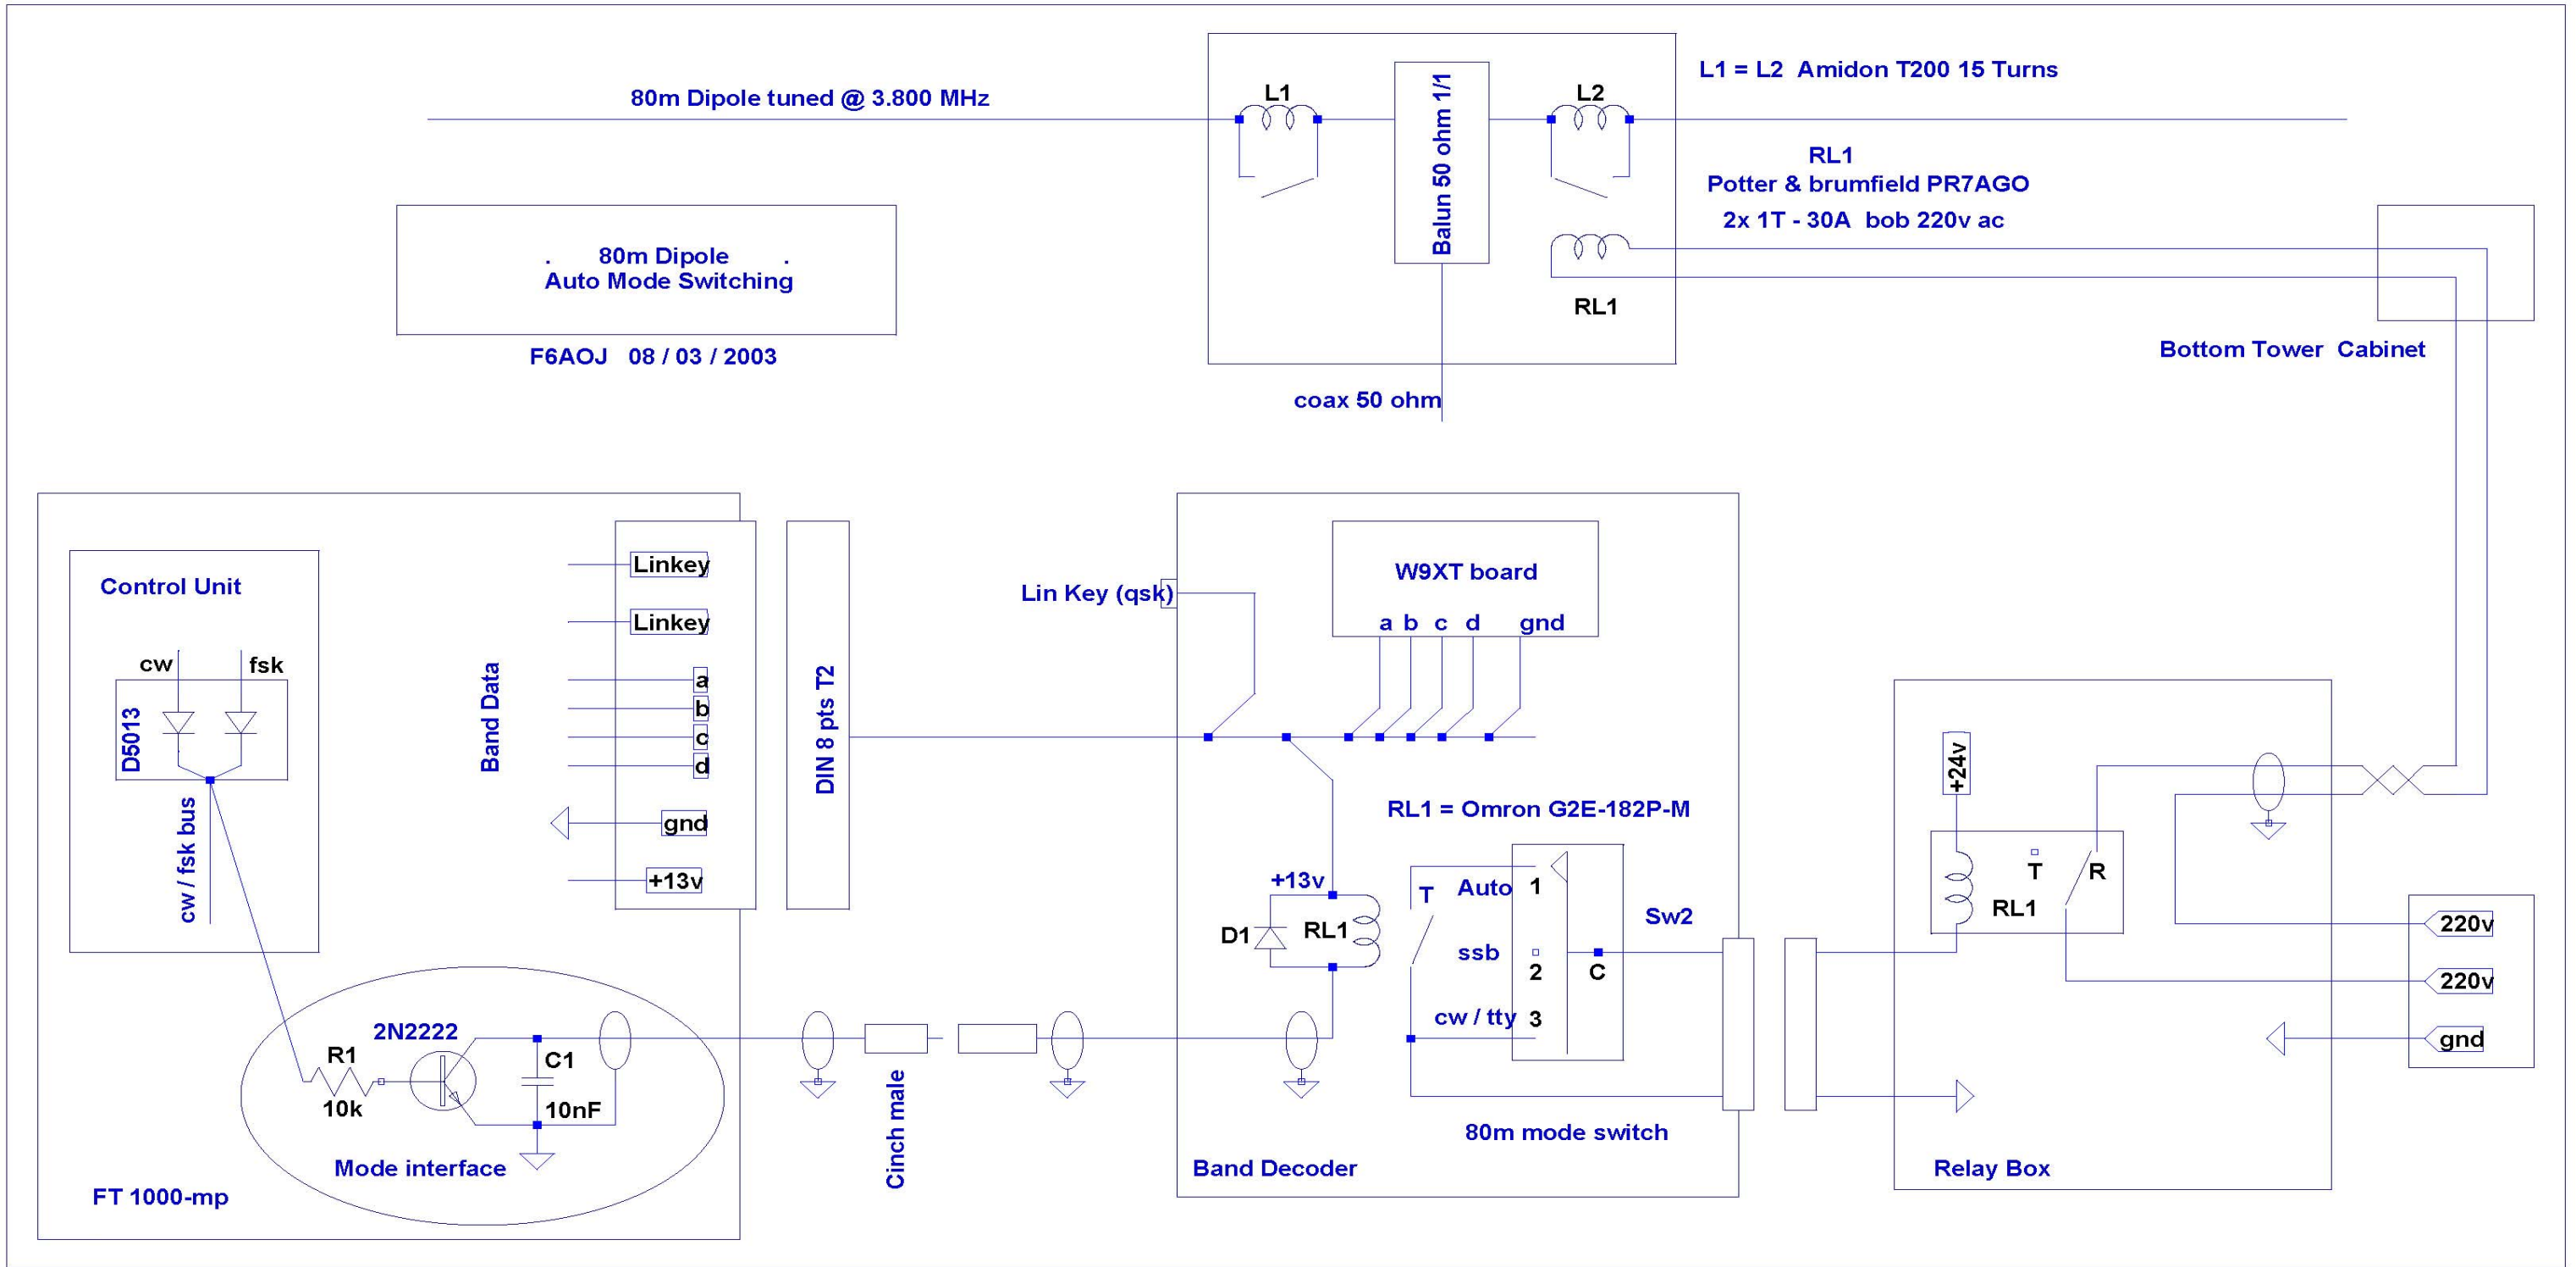 80m Dipole tuned @ 3.800 MHz
L1
Balun 50 ohm 1/1
L2
L1 = L2 Amidon T200 15 Turns
RL1
Potter & brumfield PR7AGO
2x 1T - 30A bob 220v ac
RL1
. 80m Dipole .
Auto Mode Switching
F6AOJ 08 / 03 / 2003
coax 50 ohm
Bottom Tower Cabinet
Control Unit
cw
fsk
D5013
cw / fsk bus
Band Data
Linkey
Linkey
a
b
c
d
gnd
+13v
DIN 8 pts T2
2N2222
R1
10k
C1
10nF
Mode interface
FT 1000-mp
Cinch male
Lin Key (qsk)
W9XT board
a b c d gnd
RL1 = Omron G2E-182P-M
+13v
D1
RL1
T
Auto 1
ssb
2
cw / tty 3
C
Sw2
80m mode switch
Band Decoder
+24v
T
R
RL1
Relay Box
220v
220v
gnd